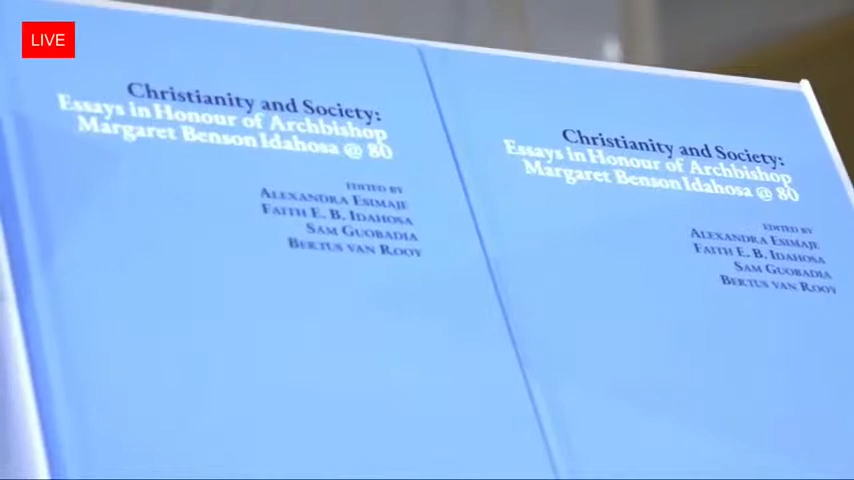 LIVE
Christianity and Society:
Essays in Honour of Archbishop
Margaret Benson Idahosa @ 80
EDITED BY
ALEXANDRA ESIMAJE
FAITH E. B. IDAHOSA
SAM GUOBADIA
BERTUS VAN ROOY
Christianity and Society:
Essays in Honour of Archbishop
Margaret Benson Idahosa @ 80
EDITED BY
ALEXANDRA ESIMAJE
FAITH E. B. IDAHOSA
SAM GUOBADIA
BERTUS VAN ROOY